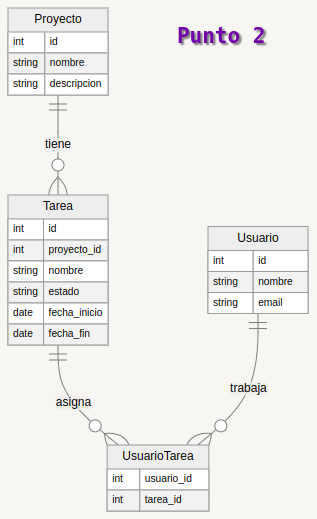 Proyecto
int id
string nombre
string descripcion
Punto 2
tiene
Tarea
int id
int proyecto_id
string nombre
string estado
date fecha_inicio
date fecha_fin
Usuario
int id
string nombre
string email
asigna
trabaja
UsuarioTarea
int usuario_id
int tarea_id